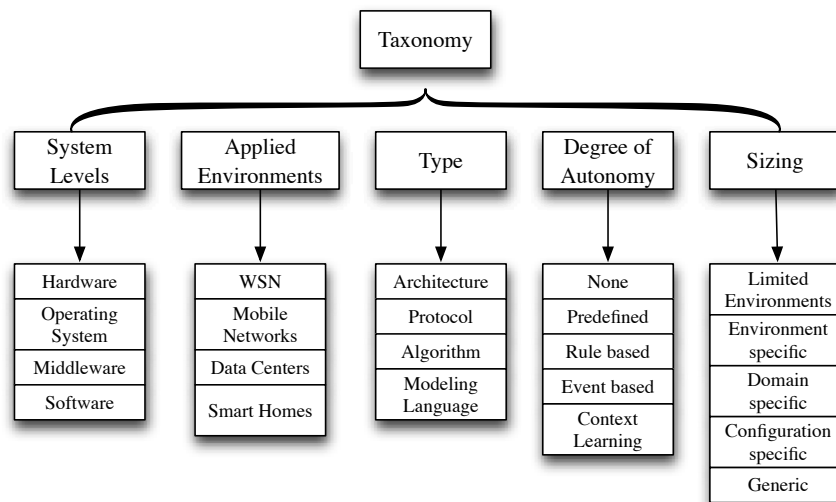 Taxonomy
System
Levels
Applied
Environments
Type
Degree of
Autonomy
Sizing
Hardware
Operating
System
Middleware
Software
WSN
Mobile
Networks
Data Centers
Smart Homes
Architecture
Protocol
Algorithm
Modeling
Language
None
Predefined
Rule based
Event based
Context
Learning
Limited
Environments
Environment
specific
Domain
specific
Configuration
specific
Generic